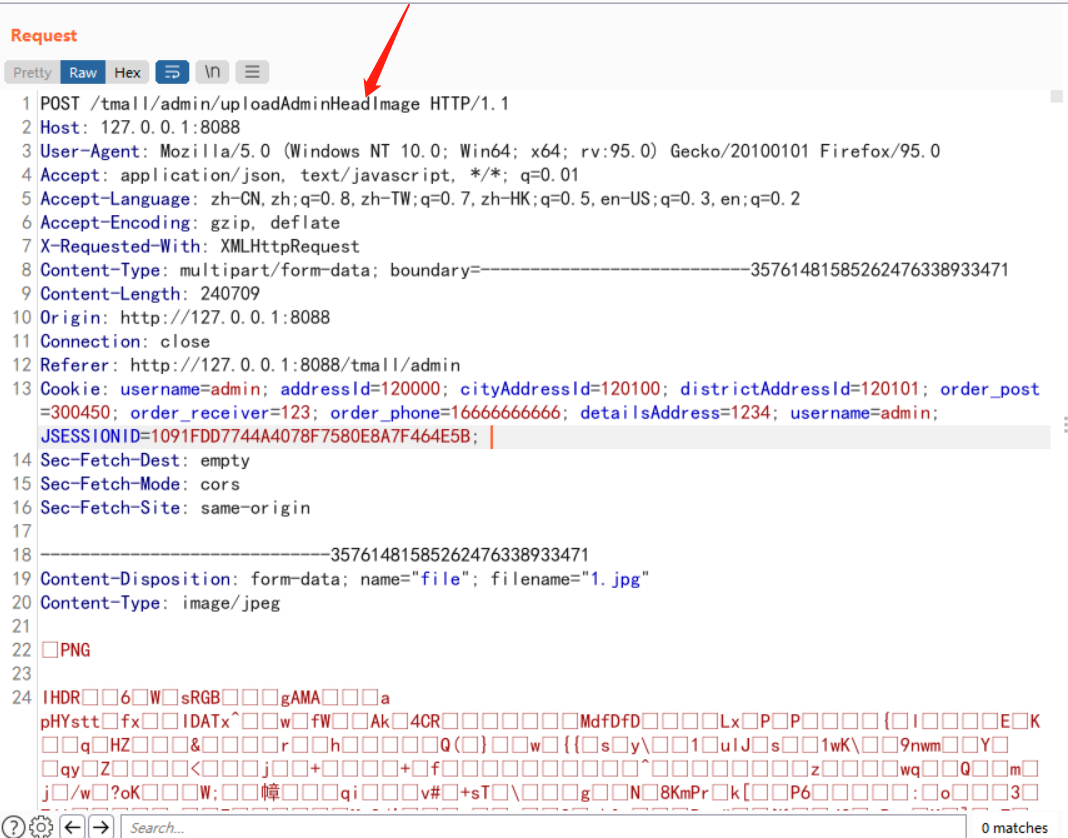 Request
Pretty Raw Hex \n
1 POST /tmall/admin/uploadAdminHeadImage HTTP/1.1
2 Host: 127.0.0.1:8088
3 User-Agent: Mozilla/5.0 (Windows NT 10.0; Win64; x64; rv:95.0) Gecko/20100101 Firefox/95.0
4 Accept: application/json, text/javascript, */*; q=0.01
5 Accept-Language: zh-CN,zh;q=0.8,zh-TW;q=0.7,zh-HK;q=0.5,en-US;q=0.3,en;q=0.2
6 Accept-Encoding: gzip, deflate
7 X-Requested-With: XMLHttpRequest
8 Content-Type: multipart/form-data; boundary=---------------------------357614815852624763389 33471
9 Content-Length: 240709
10 Origin: http://127.0.0.1:8088
11 Connection: close
12 Referer: http://127.0.0.1:8088/tmall/admin
13 Cookie: username=admin; addressId=120000; cityAddressId=120100; districtAddressId=120101; order_post
=300450; order_receiver=123; order_phone=16666666666; detailsAddress=1234; username=admin;
JSESSIONID=1091FDD7744A4078F7580E8A7F464E5B;
14 Sec-Fetch-Dest: empty
15 Sec-Fetch-Mode: cors
16 Sec-Fetch-Site: same-origin
17
18 -----------------------------35761481585262476338933471
19 Content-Disposition: form-data; name="file"; filename="1.jpg"
20 Content-Type: image/jpeg
21
22 □PNG
23
24 IHDR□□6□W□sRGB□□□gAMA□□□a
pHYstt□fx□□IDATx^□□w□fW□□Ak□4CR□□□□□□□MdfDfD□□□□Lx□P□P□□□□{□l□□□□E□K
□□q□HZ□□□&□□□□r□□h□□□□□Q(□}□□w□{{□s□y\□□1□ulJ□s□□1wK\□□9nwm□□Y□
□qy□Z□□□□<□□□j□□+□□□□+□f□□□□□□□□□□^□□□□□□□□z□□□□wq□□Q□□m□
j□/w□?oK□□□W;□□幛□□□qi□□□v#□+sT□\□□□g□□N□8KmPr□k[□□P6□□□□□:□o□□□3□
Search...
0 matches